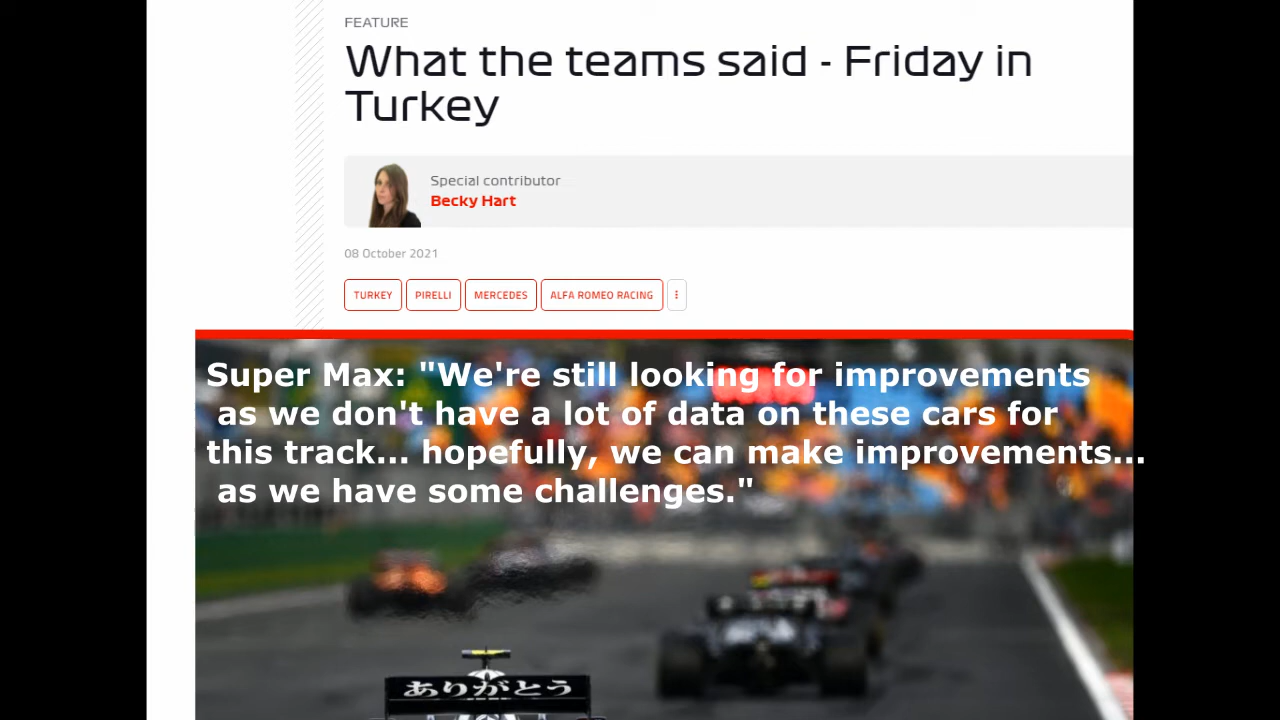 FEATURE
What the teams said - Friday in
Turkey
Special contributor
Becky Hart
08 October 2021
TURKEY PIRELLI MERCEDES ALFA ROMEO RACING
Super Max: "We're still looking for improvements
as we don't have a lot of data on these cars for
this track... hopefully, we can make improvements...
as we have some challenges."
ありがとう